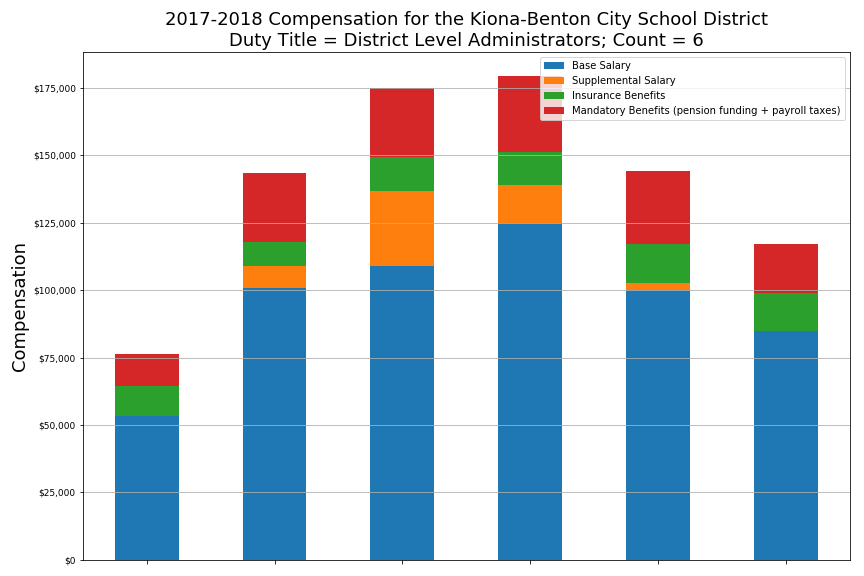 2017-2018 Compensation for the Kiona-Benton City School District
Duty Title = District Level Administrators; Count = 6
Base Salary
Supplemental Salary
Insurance Benefits
Mandatory Benefits (pension funding + payroll taxes)
$175,000
$150,000
$125,000
$100,000
$75,000
$50,000
$25,000
$0
Compensation